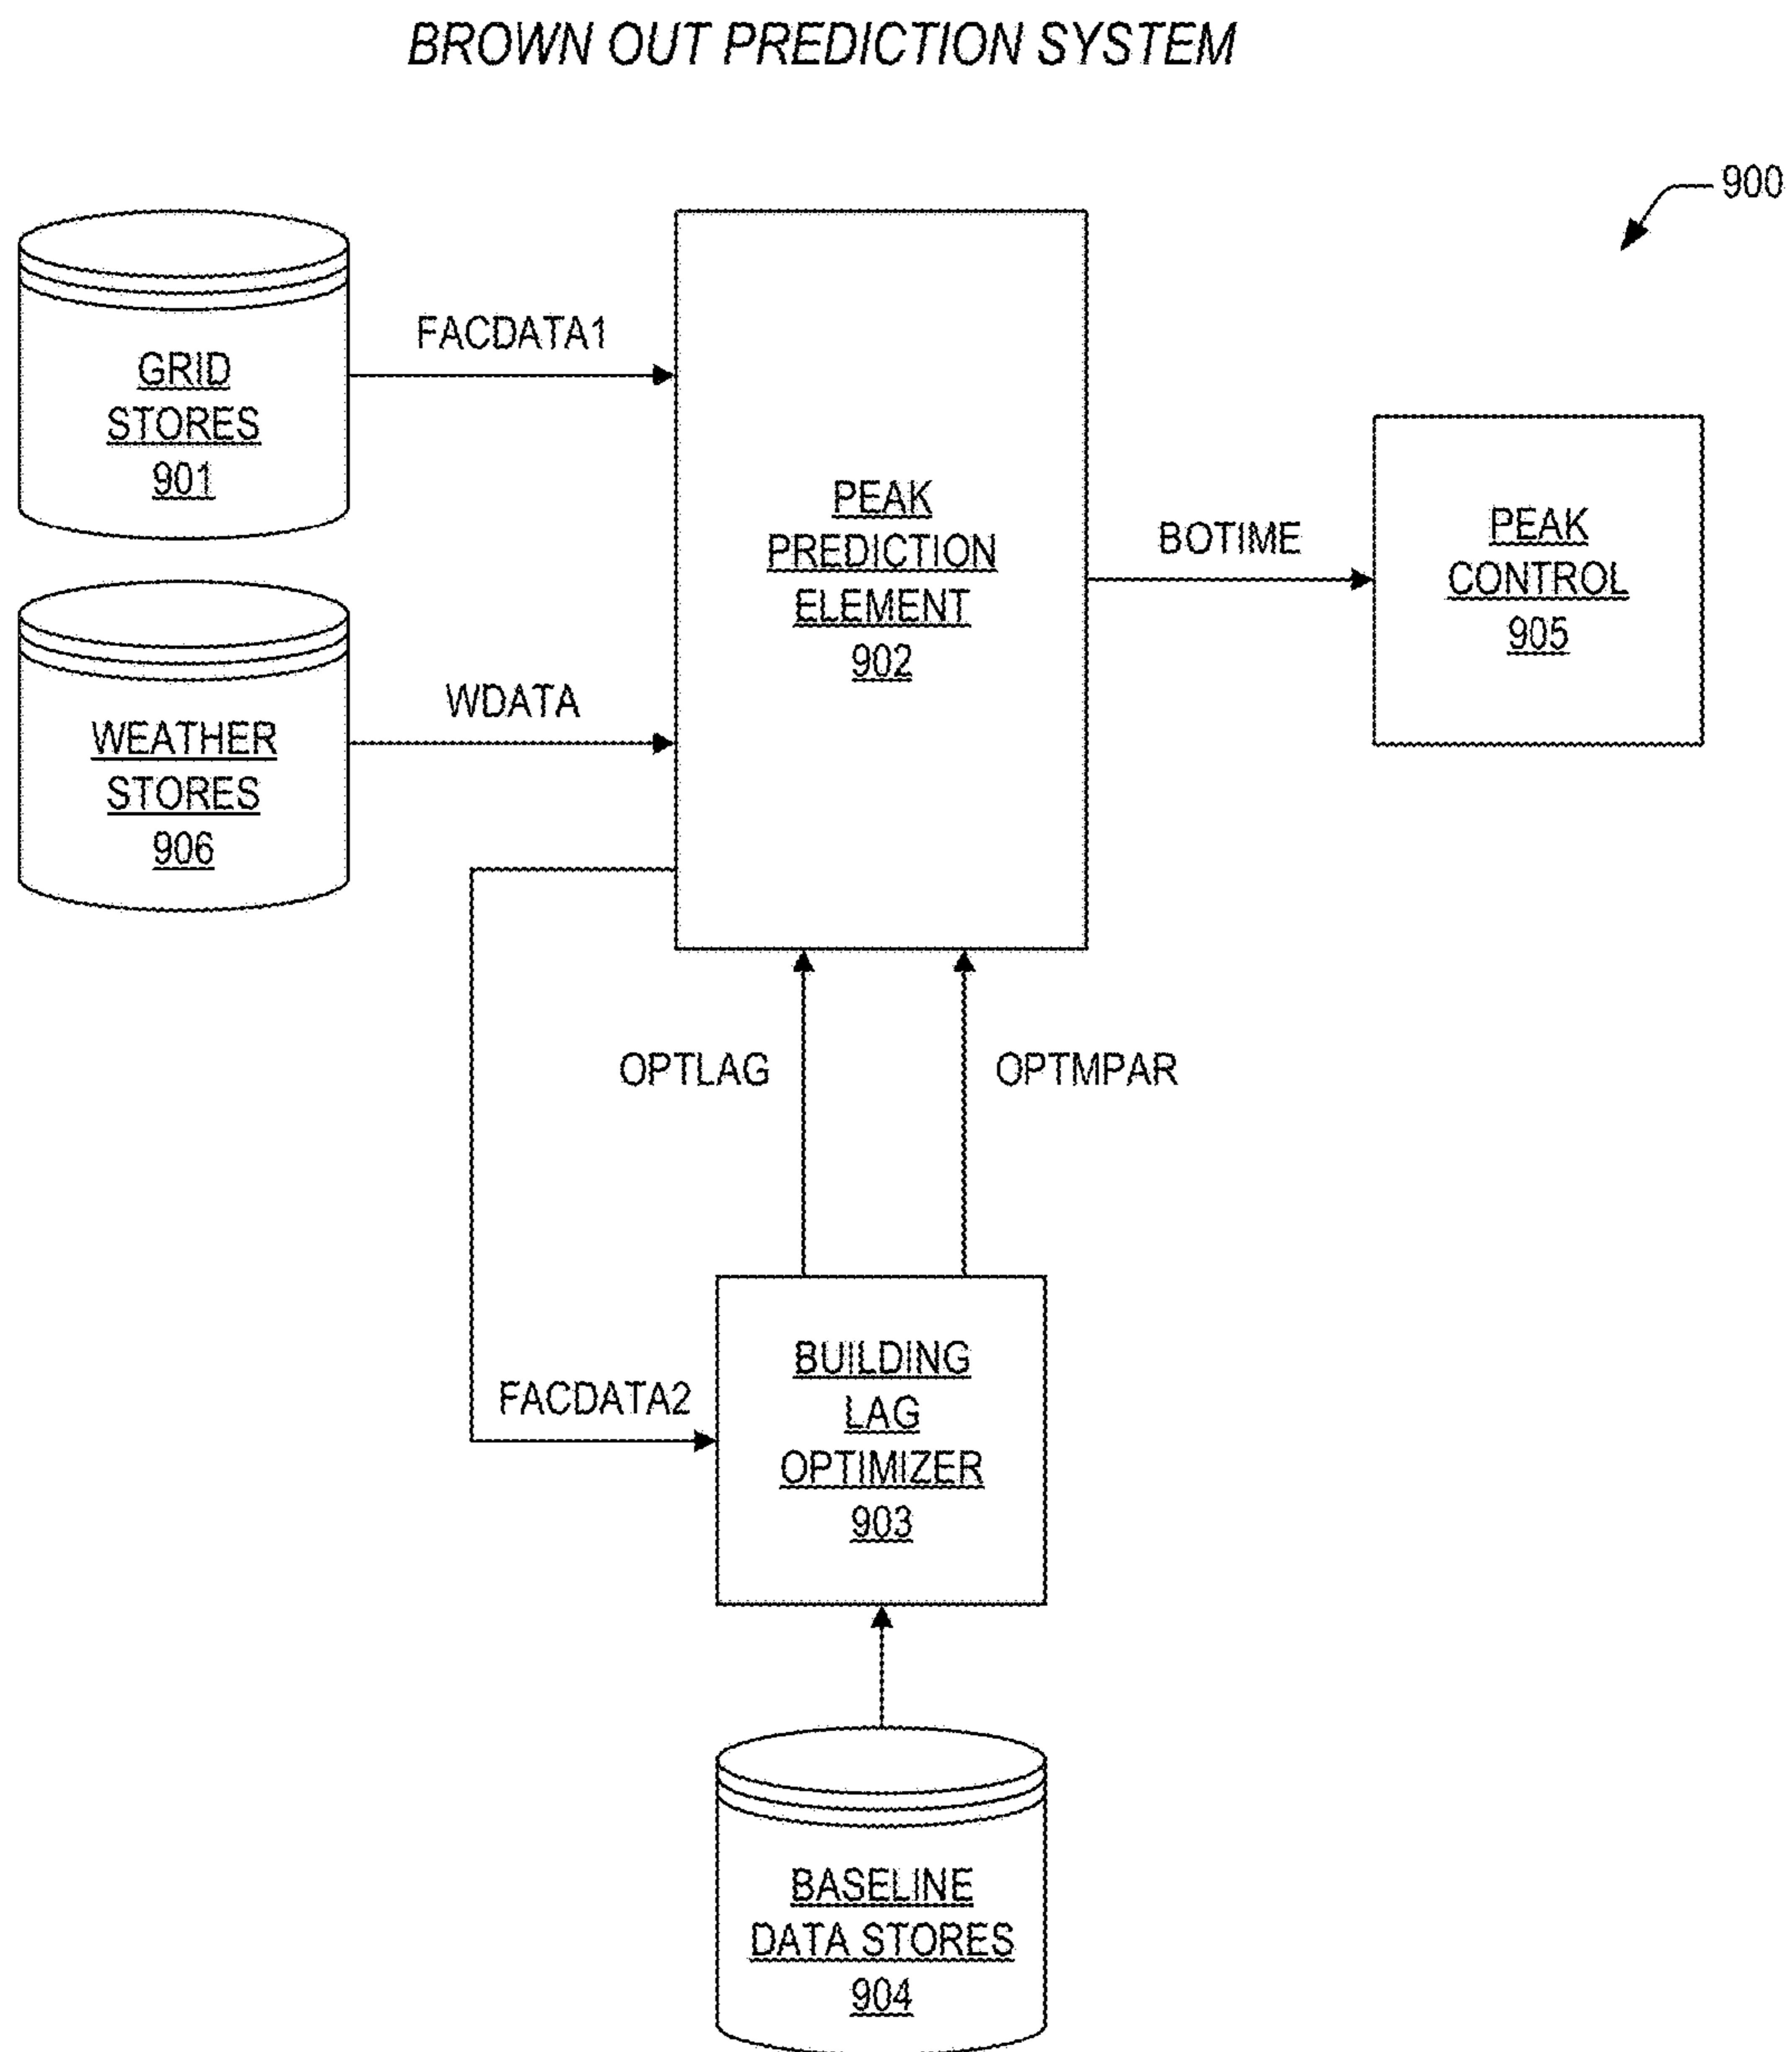 BROWN OUT PREDICTION SYSTEM
900
GRID
STORES
901
FACDATA1
PEAK
PREDICTION
ELEMENT
902
BOTIME
PEAK
CONTROL
905
WEATHER
STORES
906
WDATA
OPTLAG
OPTMPAR
FACDATA2
BUILDING
LAG
OPTIMIZER
903
BASELINE
DATA STORES
904